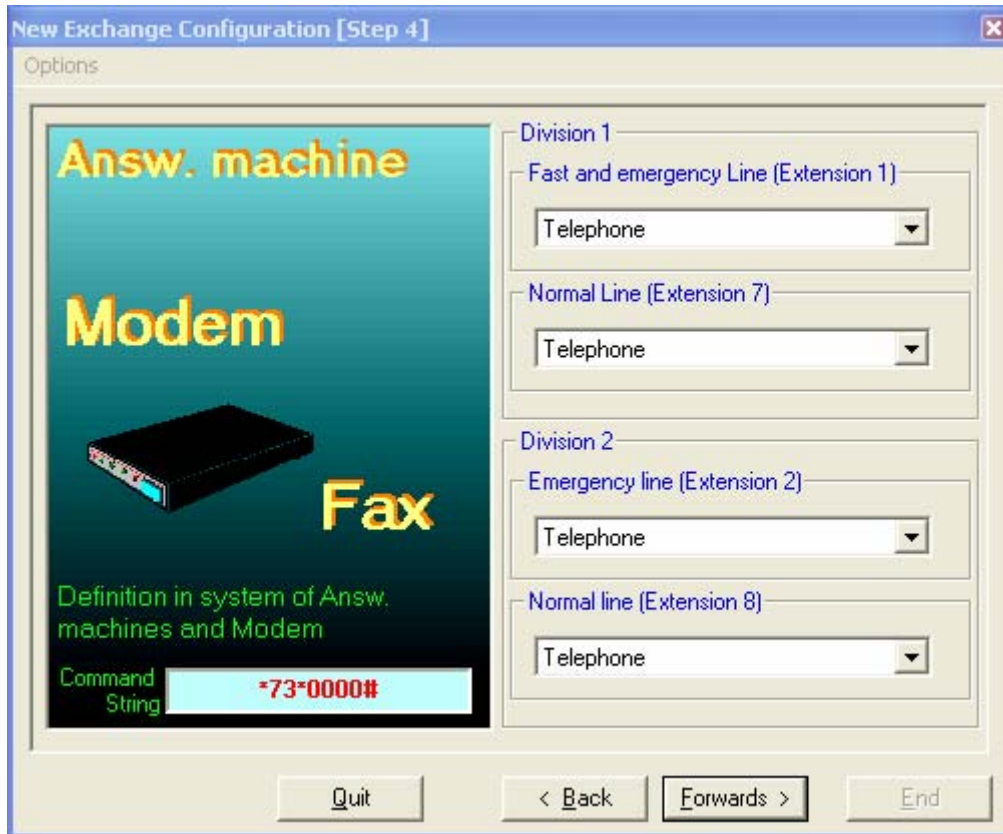 New Exchange Configuration [Step 4]
Options
Answ. machine
Modem
Fax
Definition in system of Answ.
machines and Modem
Command
String
*73*0000#
Division 1
Fast and emergency Line (Extension 1)
Telephone
Normal Line (Extension 7)
Telephone
Division 2
Emergency line (Extension 2)
Telephone
Normal line (Extension 8)
Telephone
Quit
< Back
Forwards >
End